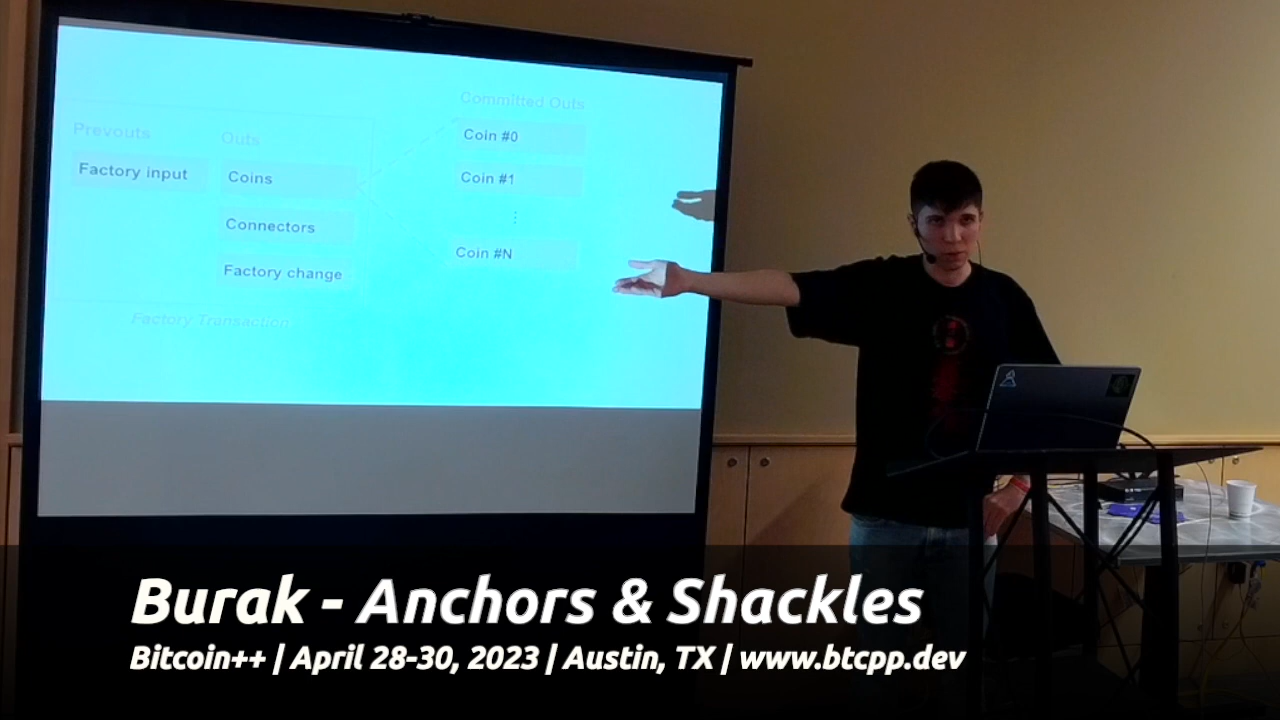 Committed Outs
Prevouts
Outs
Coin #0
Factory input
Coins
Coin #1
Connectors
Coin #N
Factory change
Factory Transaction
Burak - Anchors & Shackles
Bitcoin++ | April 28-30, 2023 | Austin, TX | www.btcpp.dev